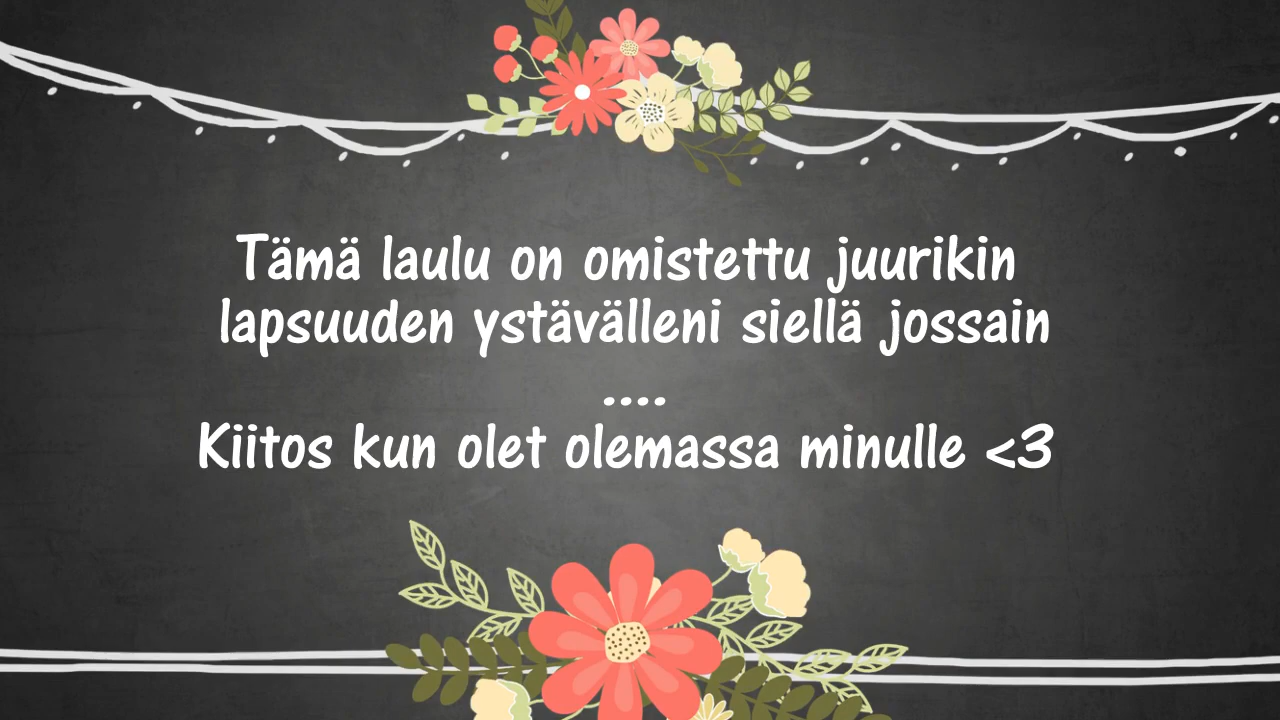 Tämä laulu on omistettu juurikin
lapsuuden ystävälleni siellä jossain
....
Kiitos kun olet olemassa minulle <3